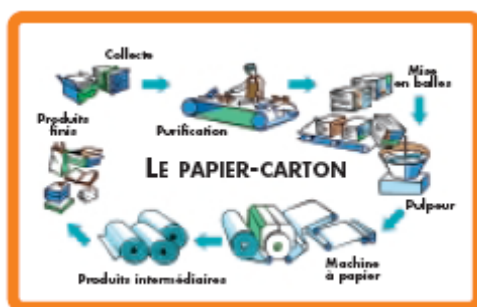 Collecte
Mise
en balles
Produits
finis
Purification
LE PAPIER-CARTON
Pulpeur
Machine
à papier
Produits intermédiaires